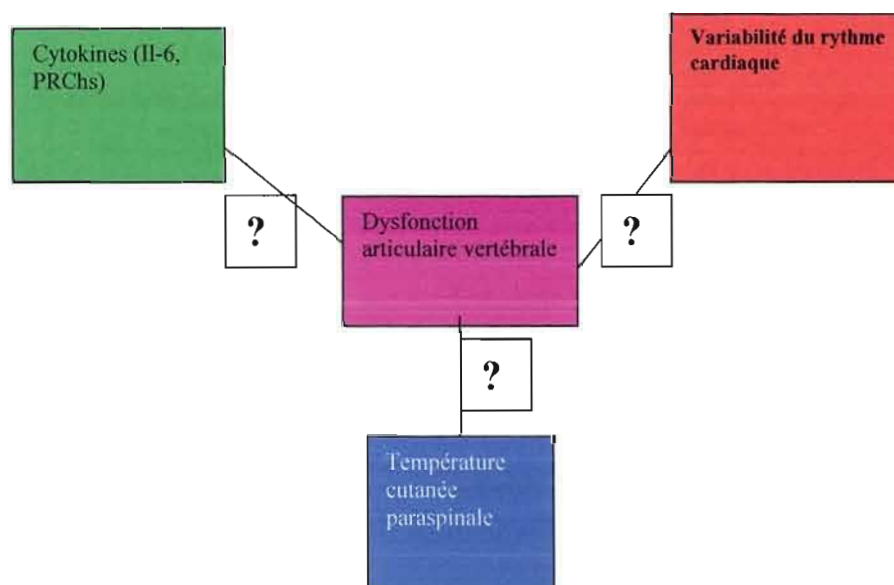 Cytokines (Il-6,
PRChs)
Variabilité du rythme
cardiaque
?
Dysfonction
articulaire vertébrale
?
?
Température
cutanée
paraspinale